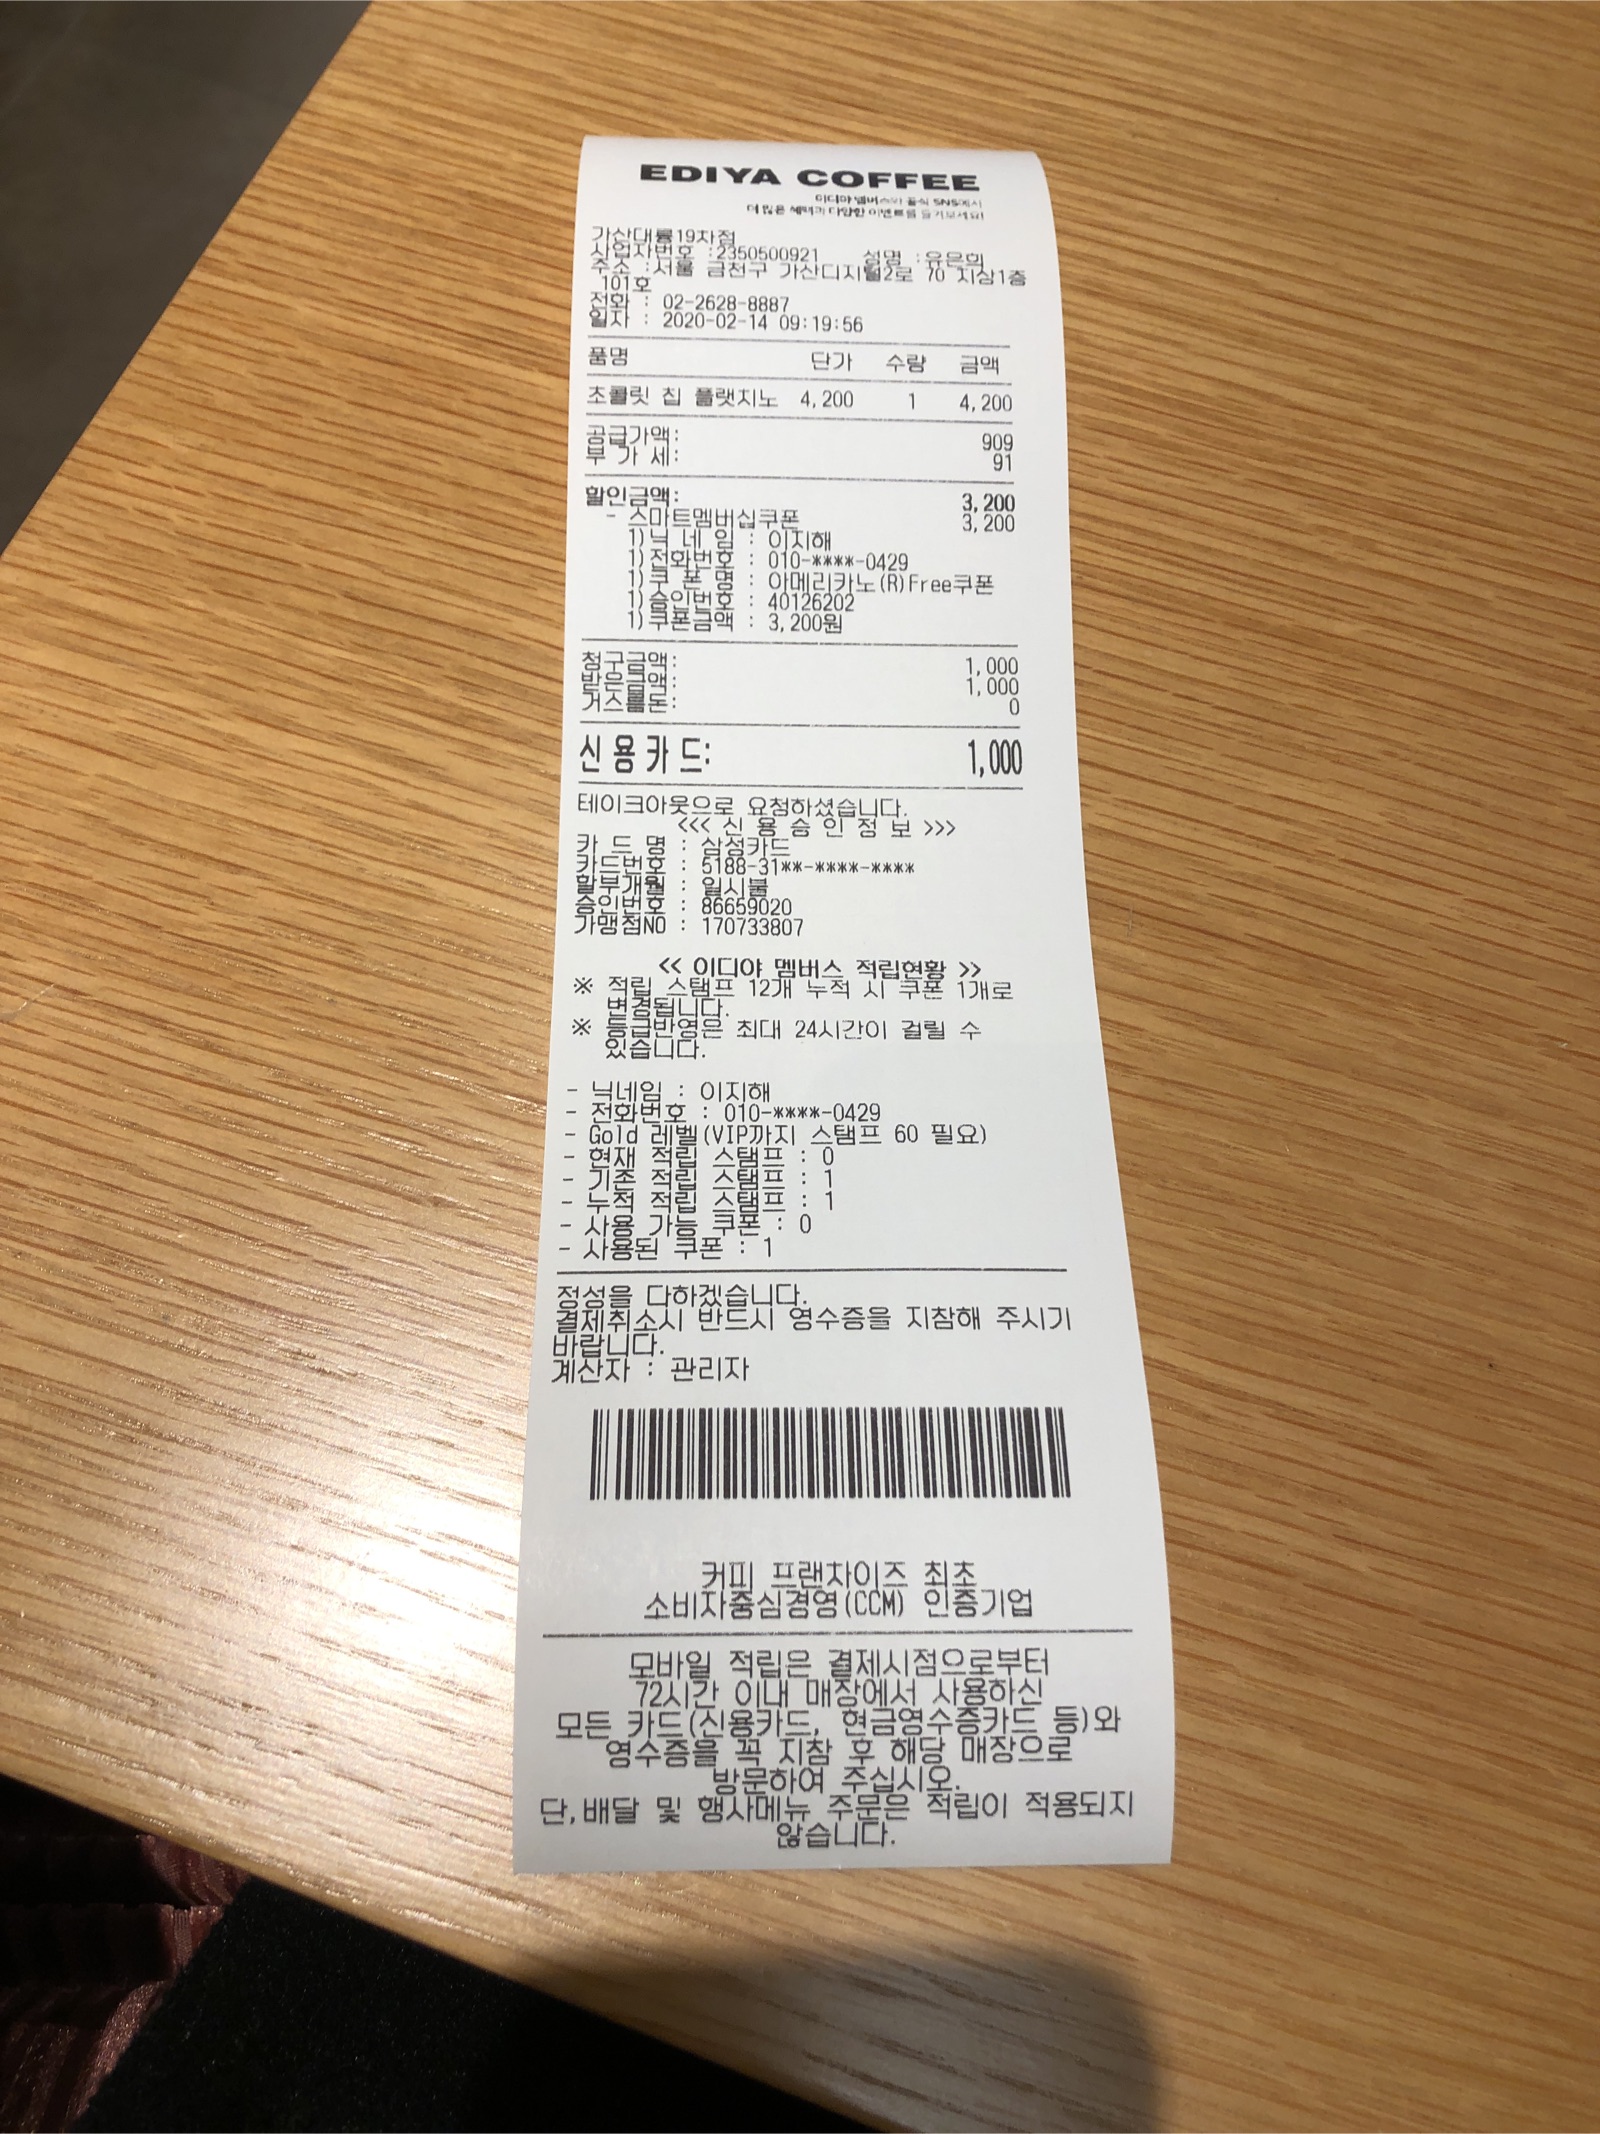 EDIYA COFFEE
이디야 멤버스와 공식 SNS에서
더 많은 혜택과 다양한 이벤트를 즐겨보세요!
가산대륭19차점
사업자번호 :2350500921 성명 :유은희
주소 :서울 금천구 가산디지털2로 70 지상1층
101호
전화 : 02-2628-8887
일자 : 2020-02-14 09:19:56
품명 단가 수량 금액
초콜릿 칩 플랫치노 4,200 1 4,200
공급가액: 909
부 가 세: 91
할인금액: 3,200
- 스마트멤버십쿠폰 3,200
1)닉 네 임 : 이지해
1)전화번호 : 010-****-0429
1)쿠 폰 명 : 아메리카노(R)Free쿠폰
1)승인번호 : 40126202
1)쿠폰금액 : 3,200원
청구금액: 1,000
받은금액: 1,000
거스름돈: 0
신용카드: 1,000
테이크아웃으로 요청하셨습니다.
<<< 신 용 승 인 정 보 >>>
카 드 명 : 삼성카드
카드번호 : 5188-31**-****-****
할부개월 : 일시불
승인번호 : 86659020
가맹점NO : 170733807
<< 이디야 멤버스 적립현황 >>
※ 적립 스탬프 12개 누적 시 쿠폰 1개로
변경됩니다.
※ 등급반영은 최대 24시간이 걸릴 수
있습니다.
- 닉네임 : 이지해
- 전화번호 : 010-****-0429
- Gold 레벨(VIP까지 스탬프 60 필요)
- 현재 적립 스탬프 : 0
- 기존 적립 스탬프 : 1
- 누적 적립 스탬프 : 1
- 사용 가능 쿠폰 : 0
- 사용된 쿠폰 : 1
정성을 다하겠습니다.
결제취소시 반드시 영수증을 지참해 주시기
바랍니다.
계산자 : 관리자
커피 프랜차이즈 최초
소비자중심경영(CCM) 인증기업
모바일 적립은 결제시점으로부터
72시간 이내 매장에서 사용하신
모든 카드(신용카드, 현금영수증카드 등)와
영수증을 꼭 지참 후 해당 매장으로
방문하여 주십시오.
단,배달 및 행사메뉴 주문은 적립이 적용되지
않습니다.